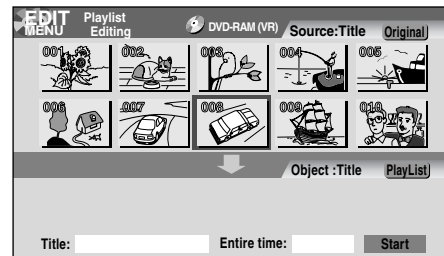 EDIT MENU
Playlist Editing
DVD-RAM (VR)
Source:Title
Original
001 002 003 004 005
006 007 008 009 010
Object :Title
PlayList
Title:
Entire time:
Start